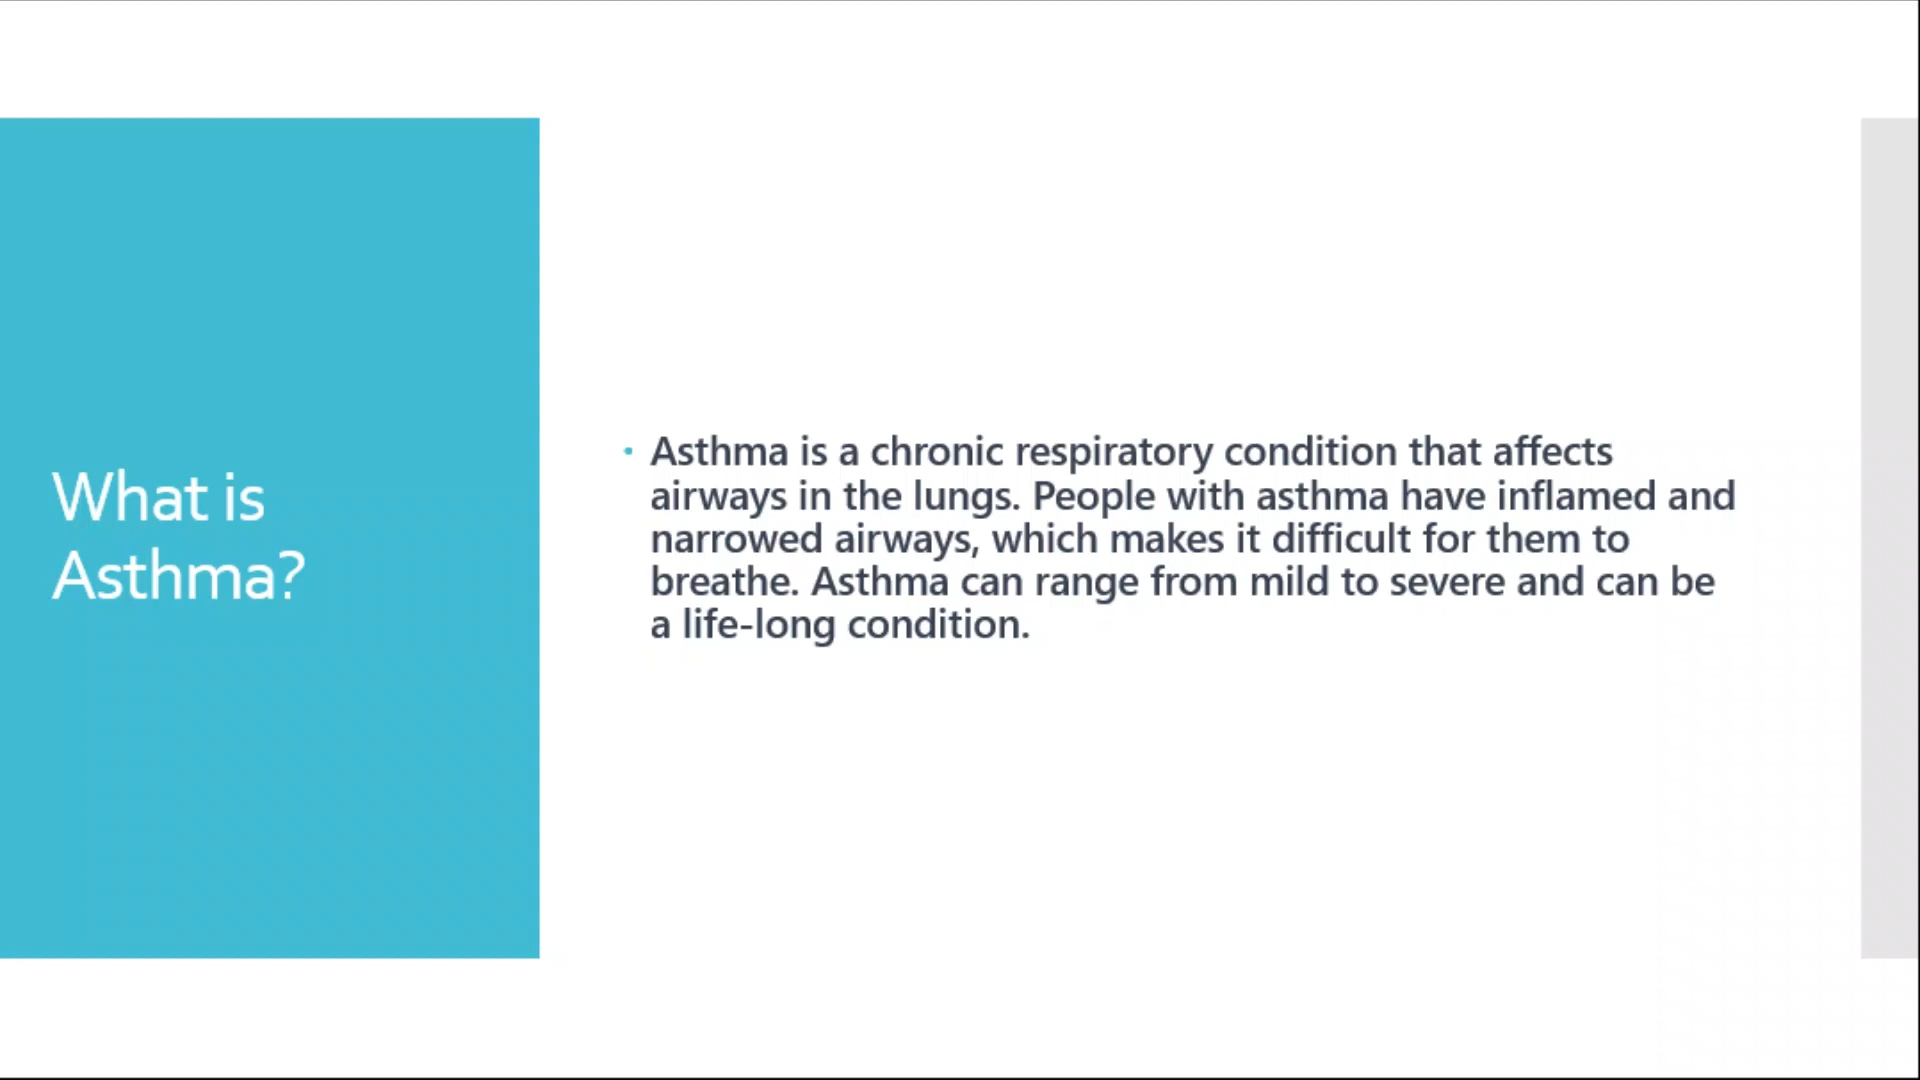 What is
Asthma?
· Asthma is a chronic respiratory condition that affects
airways in the lungs. People with asthma have inflamed and
narrowed airways, which makes it difficult for them to
breathe. Asthma can range from mild to severe and can be
a life-long condition.